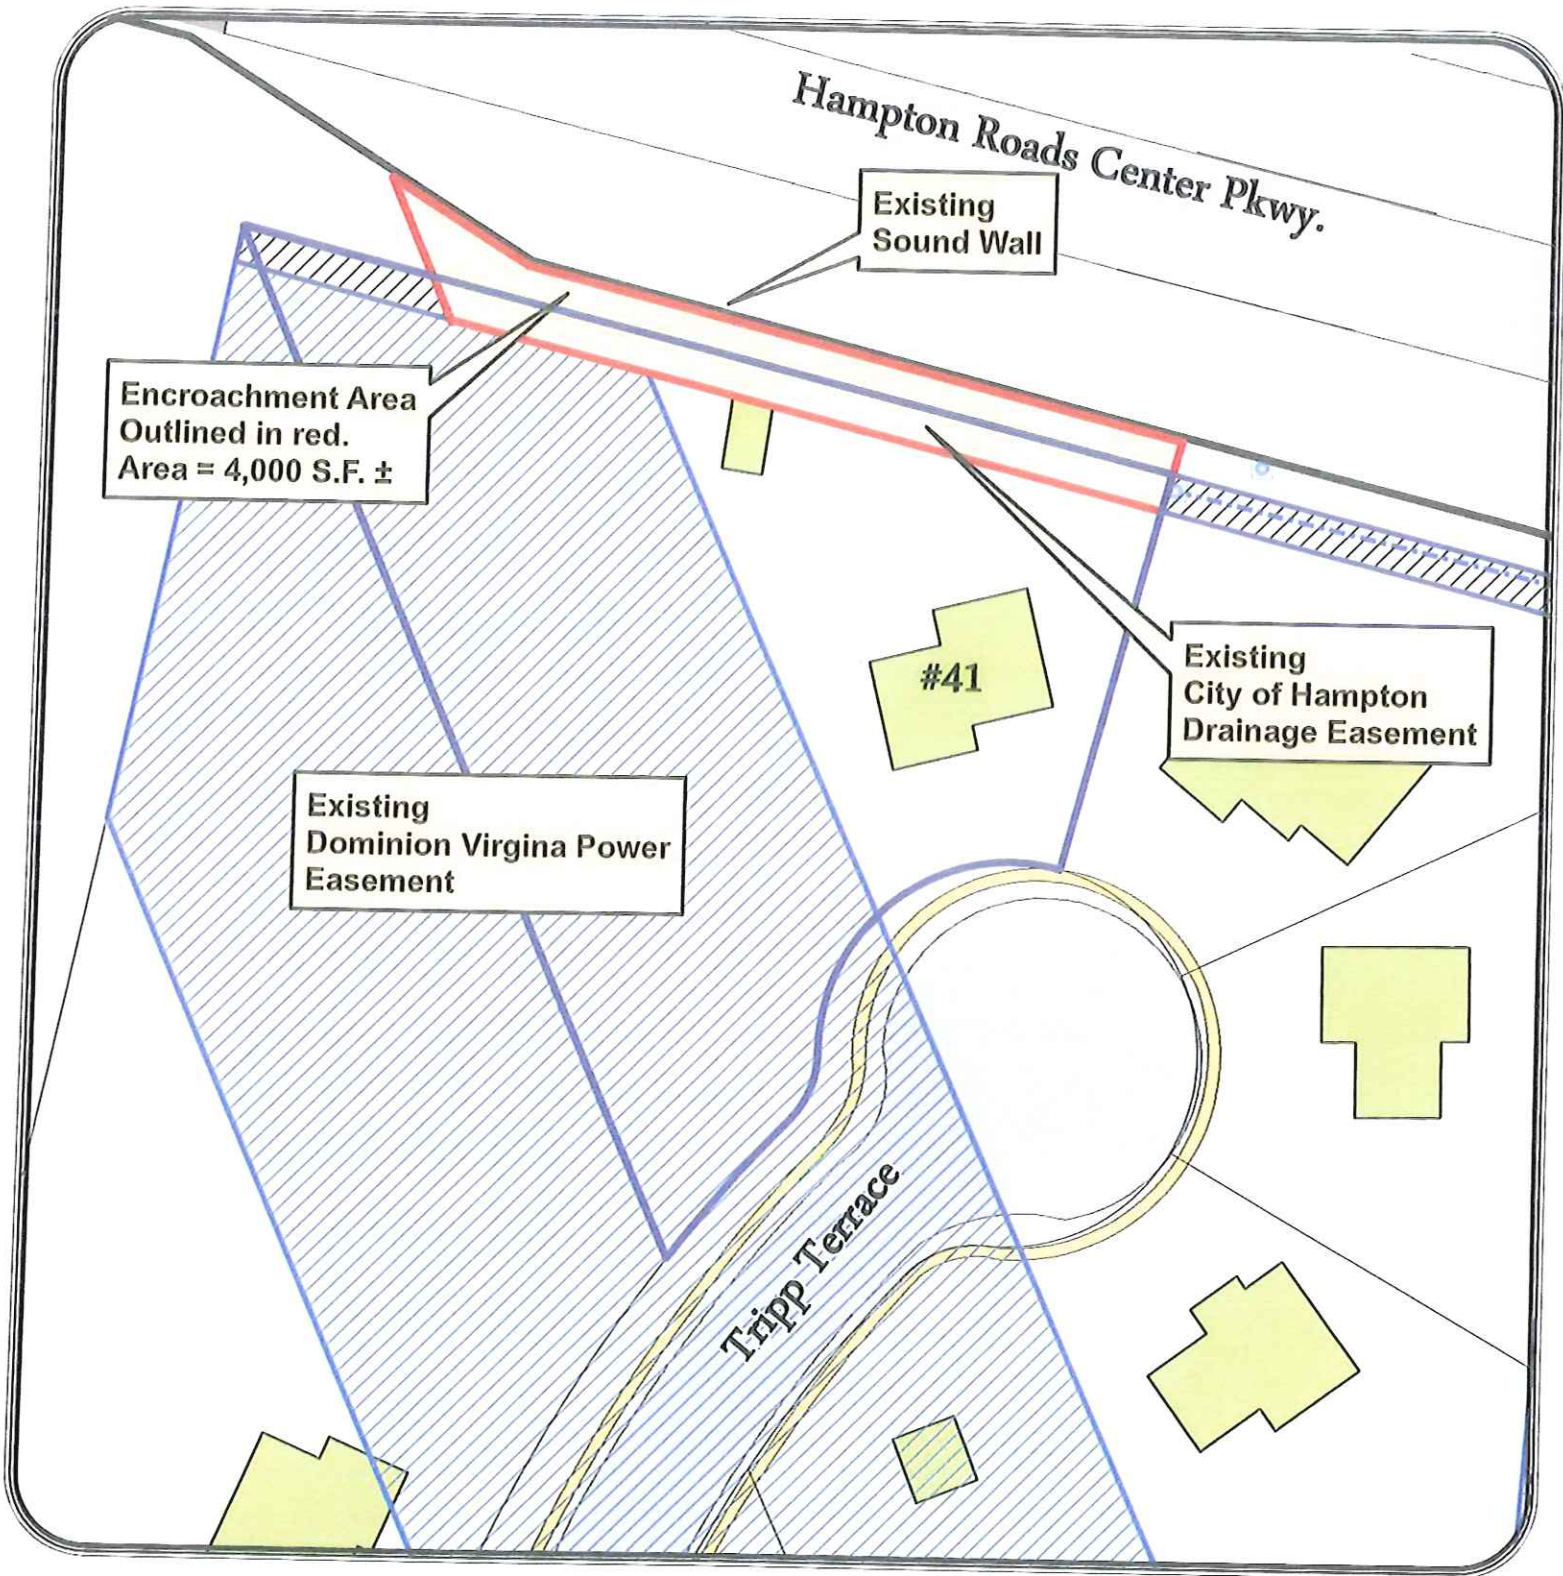 Hampton Roads Center Pkwy.
Existing
Sound Wall
Encroachment Area
Outlined in red.
Area = 4,000 S.F. ±
#41
Existing
City of Hampton
Drainage Easement
Existing
Dominion Virgina Power
Easement
Tripp Terrace